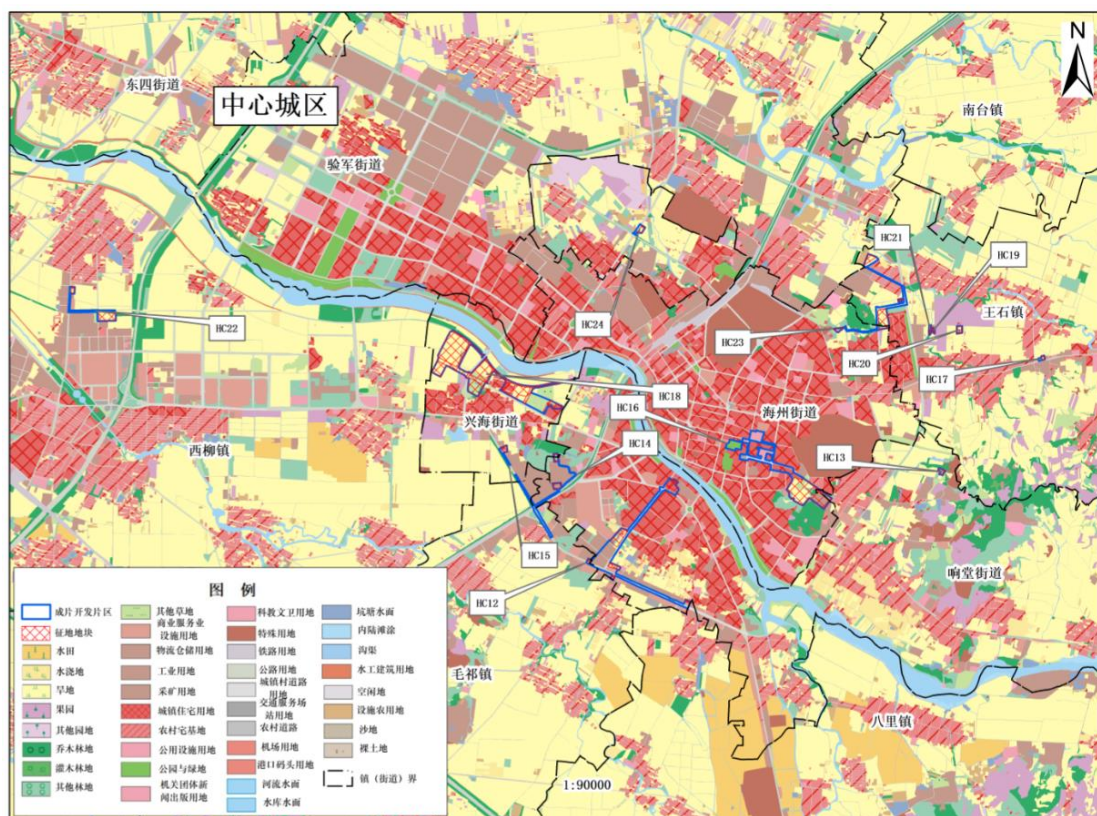 N
东四街道
中心城区
南台镇
验军街道
HC21
HC19
王石镇
HC22
HC24
HC23
HC20
HC17
HC18
HC16
海州街道
兴海街道
HC14
西柳镇
HC13
HC15
响堂街道
HC12
毛祁镇
八里镇
1:90000
图 例
成片开发片区
征地地块
水田
水浇地
旱地
果园
其他园地
乔木林地
灌木林地
其他林地
其他草地
商业服务业
设施用地
物流仓储用地
工业用地
采矿用地
城镇住宅用地
农村宅基地
公用设施用地
公园与绿地
机关团体新
闻出版用地
科教文卫用地
特殊用地
铁路用地
公路用地
城镇村道路
用地
交通服务场
站用地
农村道路
机场用地
港口码头用地
河流水面
水库水面
坑塘水面
内陆滩涂
沟渠
水工建筑用地
空闲地
设施农用地
沙地
裸土地
镇（街道）界